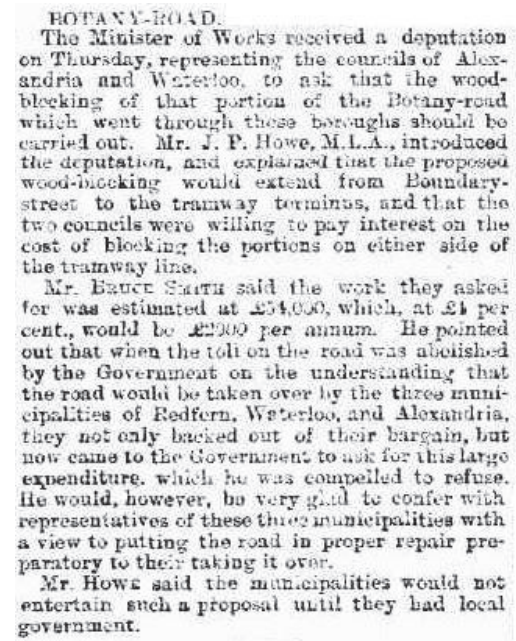 BOTANY-ROAD.
The Minister of Works received a deputation
on Thursday, representing the councils of Alex-
andria and Waterloo, to ask that the wood-
blocking of that portion of the Botany-road
which went through these boroughs should be
carried out. Mr. J. P. Howe, M.L.A., introduced
the deputation, and explained that the proposed
wood-blocking would extend from Boundary-
street to the tramway terminus, and that the
two councils were willing to pay interest on the
cost of blocking the portions on either side of
the tramway line.
Mr. BRUCE SMITH said the work they asked
for was estimated at which, at £4 per
cent., would be per annum. He pointed
out that when the toll on the road was abolished
by the Government on the understanding that
the road would be taken over by the three muni-
cipalities of Redfern, Waterloo, and Alexandria,
they not only backed out of their bargain, but
now came to the Government to ask for this large
expenditure, which he was compelled to refuse.
He would, however, be very glad to confer with
representatives of these three municipalities with
a view to putting the road in proper repair pre-
paratory to their taking it over.
Mr. HOWE said the municipalities would not
entertain such a proposal until they had local
government.